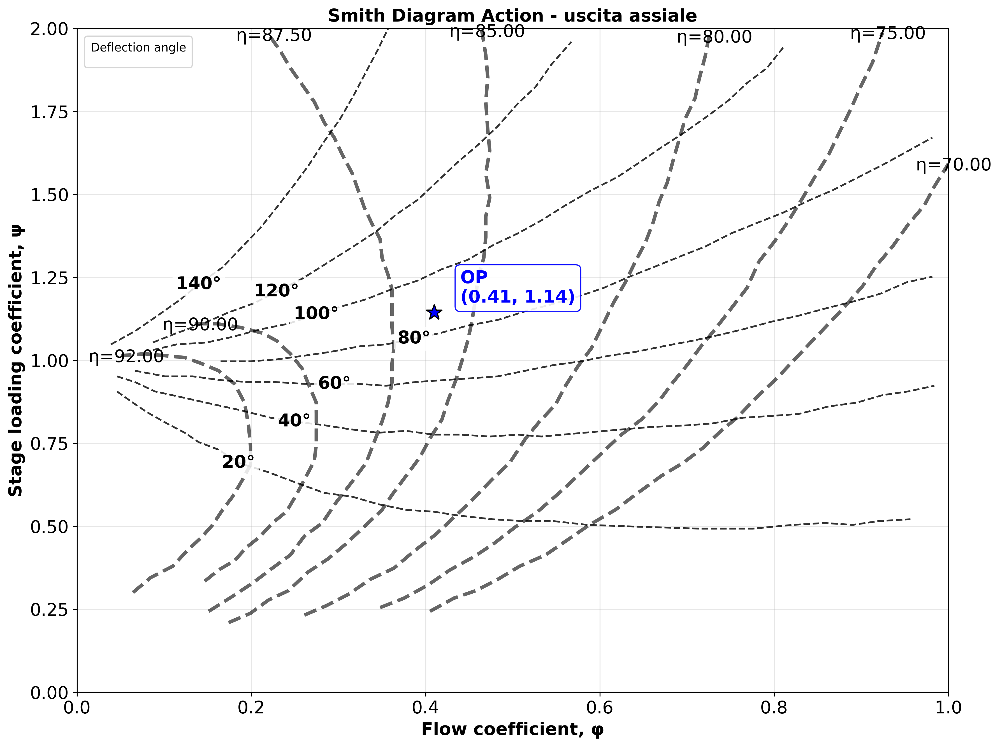 Smith Diagram Action - uscita assiale
Deflection angle
η=87.50
η=85.00
η=80.00
η=75.00
η=70.00
η=90.00
η=92.00
140°
120°
100°
80°
60°
40°
20°
OP
(0.41, 1.14)
Stage loading coefficient, ψ
2.00
1.75
1.50
1.25
1.00
0.75
0.50
0.25
0.00
0.0
0.2
0.4
0.6
0.8
1.0
Flow coefficient, φ